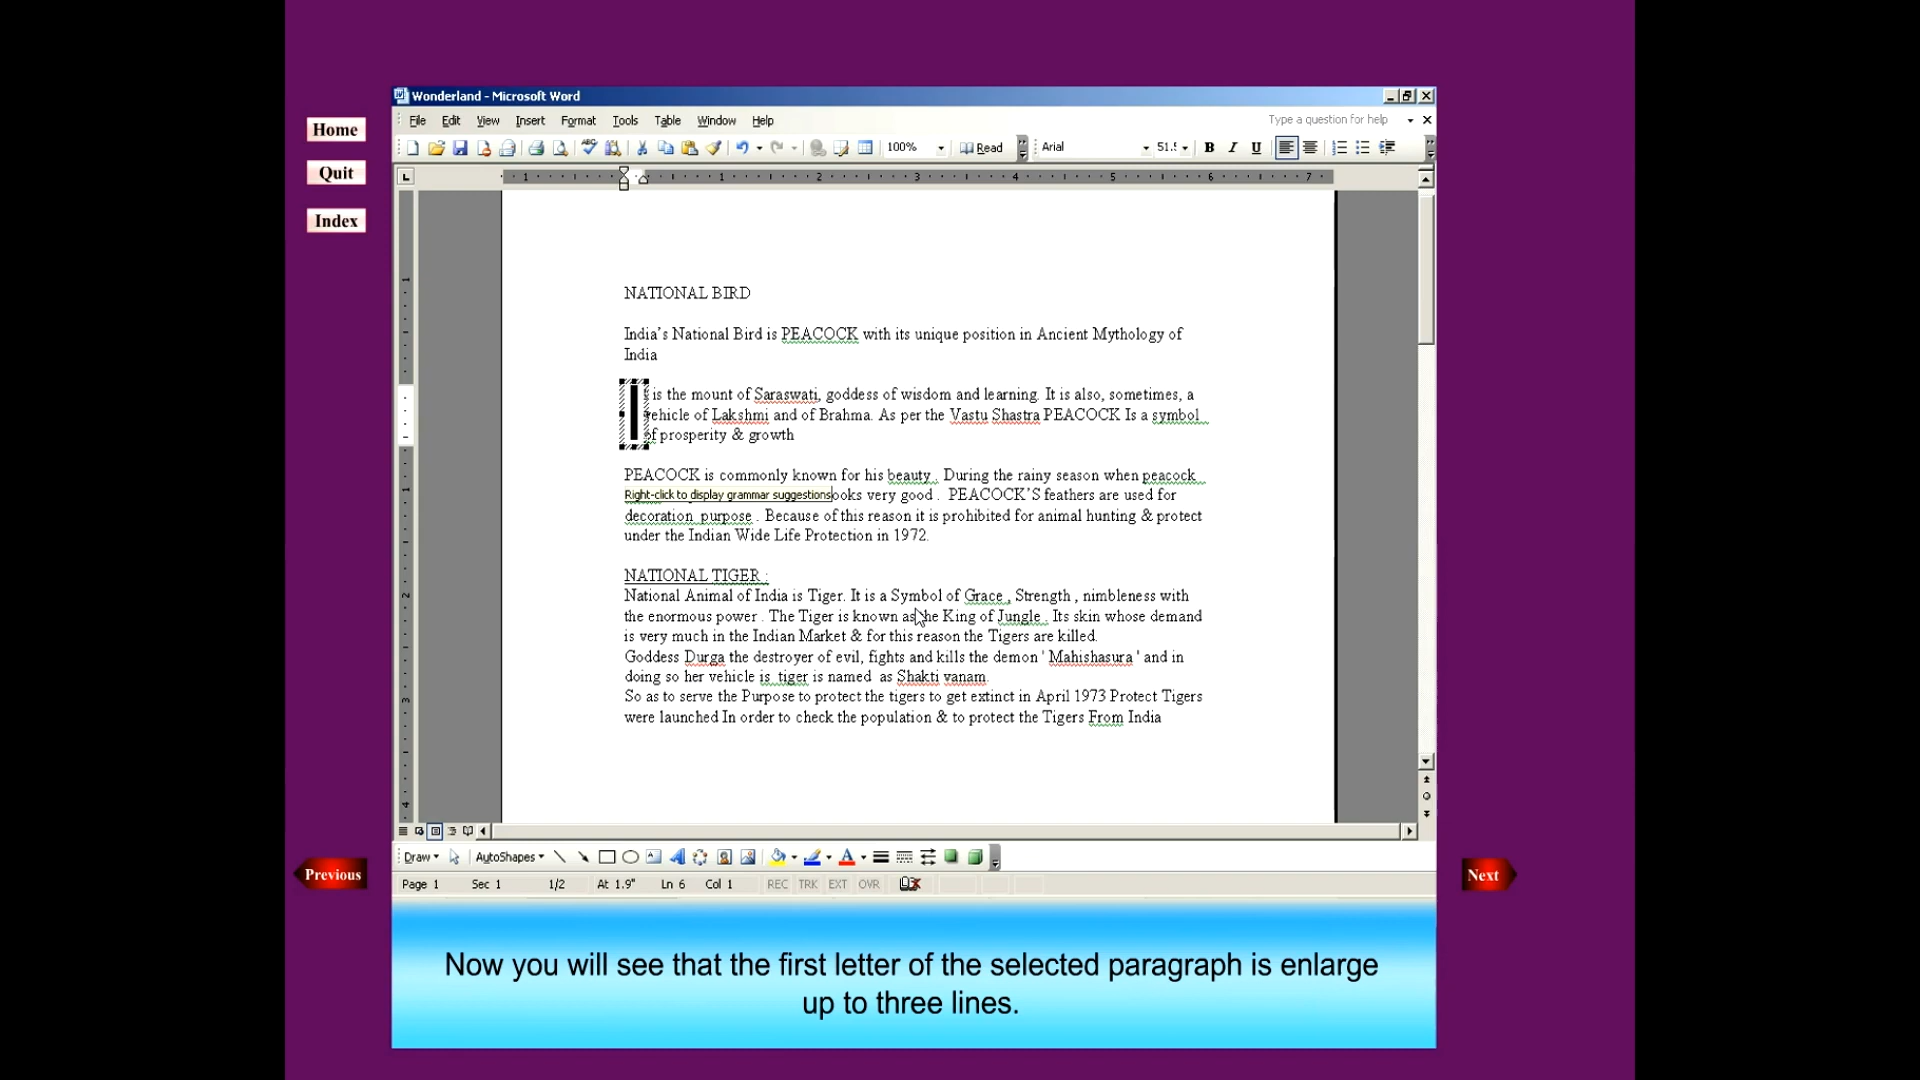 Wonderland - Microsoft Word
Home
File Edit View Insert Format Tools Table Window Help
Type a question for help
100% Read Arial 51.5 B I U
Quit
Index
1 1 2 3 4 5 6 7
NATIONAL BIRD
India's National Bird is PEACOCK with its unique position in Ancient Mythology of
India
It is the mount of Saraswati, goddess of wisdom and learning. It is also, sometimes, a
vehicle of Lakshmi and of Brahma. As per the Vastu Shastra PEACOCK Is a symbol
of prosperity & growth
PEACOCK is commonly known for his beauty . During the rainy season when peacock
Right-click to display grammar suggestions ooks very good . PEACOCK'S feathers are used for
decoration purpose . Because of this reason it is prohibited for animal hunting & protect
under the Indian Wide Life Protection in 1972.
NATIONAL TIGER :
National Animal of India is Tiger. It is a Symbol of Grace , Strength , nimbleness with
the enormous power . The Tiger is known as the King of Jungle . Its skin whose demand
is very much in the Indian Market & for this reason the Tigers are killed.
Goddess Durga the destroyer of evil, fights and kills the demon ' Mahishasura ' and in
doing so her vehicle is tiger is named as Shakti vanam.
So as to serve the Purpose to protect the tigers to get extinct in April 1973 Protect Tigers
were launched In order to check the population & to protect the Tigers From India
Draw AutoShapes
Previous
Next
Page 1 Sec 1 1/2 At 1.9" Ln 6 Col 1 REC TRK EXT OVR
Now you will see that the first letter of the selected paragraph is enlarge
up to three lines.